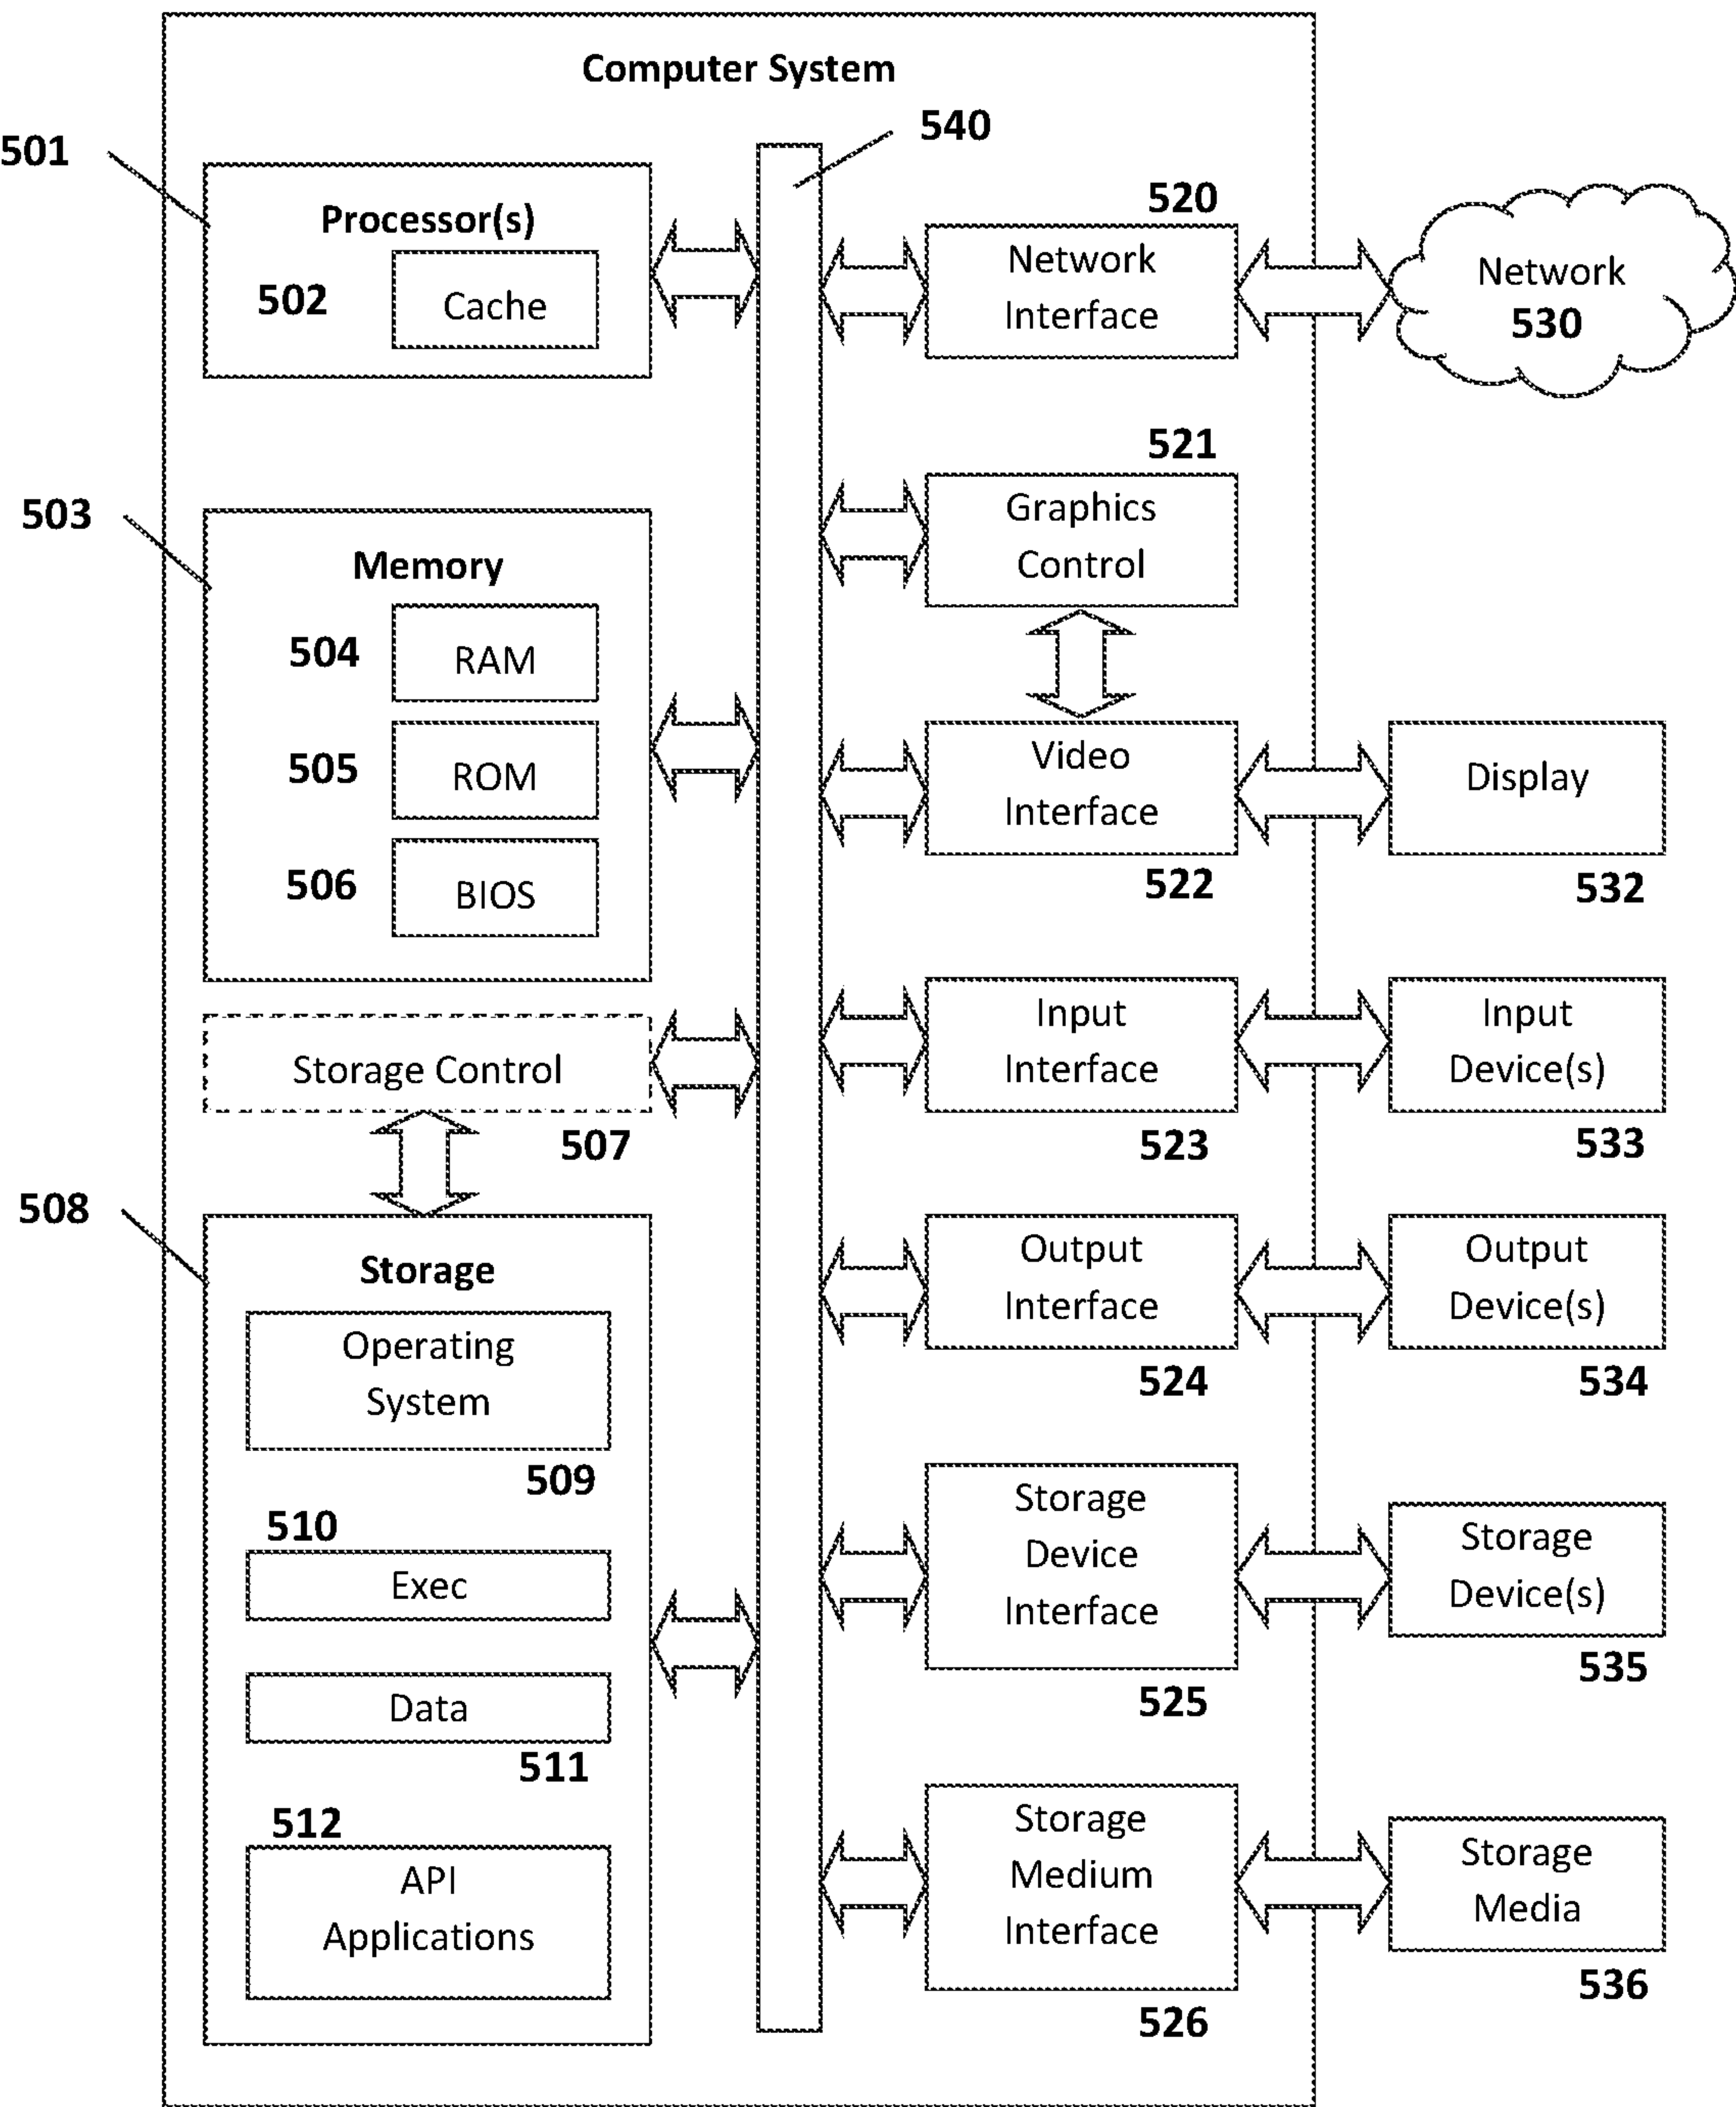 Computer System
540
501
Processor(s)
502
Cache
520
Network
Interface
Network
530
521
Graphics
Control
503
Memory
504
RAM
505
ROM
506
BIOS
Video
Interface
522
Display
532
Storage Control
507
Input
Interface
523
Input
Device(s)
533
508
Storage
Operating
System
509
510
Exec
Data
511
512
API
Applications
Output
Interface
524
Output
Device(s)
534
Storage
Device
Interface
525
Storage
Device(s)
535
Storage
Medium
Interface
526
Storage
Media
536